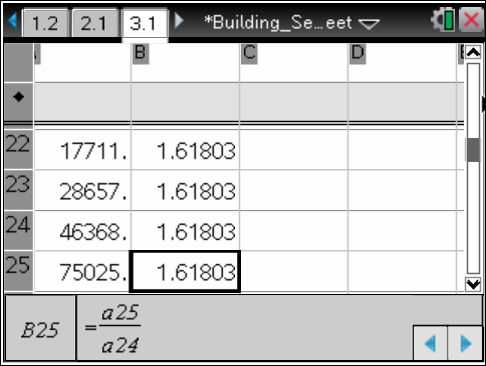 1.2 2.1 3.1 *Building_Se...eet
B C D
◆
22 17711. 1.61803
23 28657. 1.61803
24 46368. 1.61803
25 75025. 1.61803
B25 =a25/a24